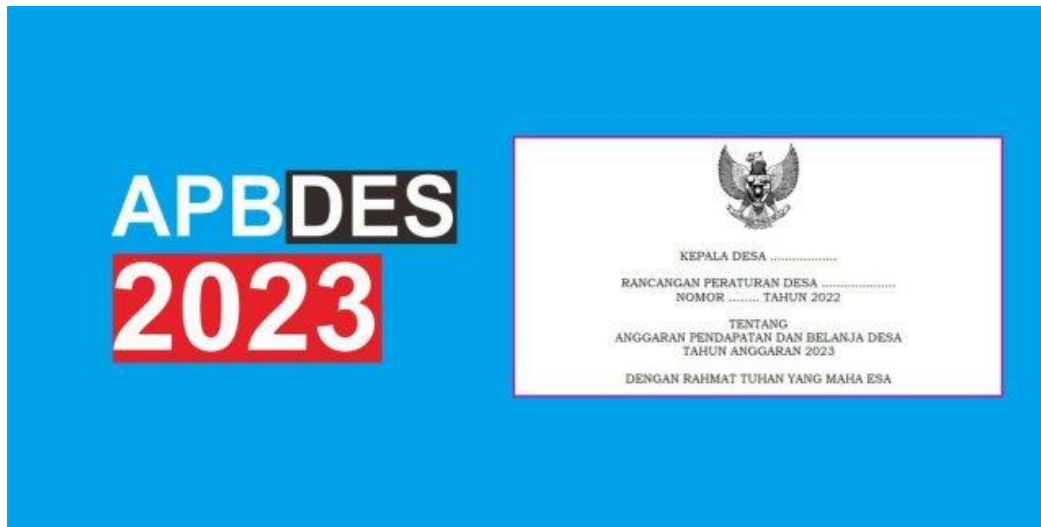 APBDES
2023
KEPALA DESA ...................
RANCANGAN PERATURAN DESA .....................
NOMOR ......... TAHUN 2022
TENTANG
ANGGARAN PENDAPATAN DAN BELANJA DESA
TAHUN ANGGARAN 2023
DENGAN RAHMAT TUHAN YANG MAHA ESA